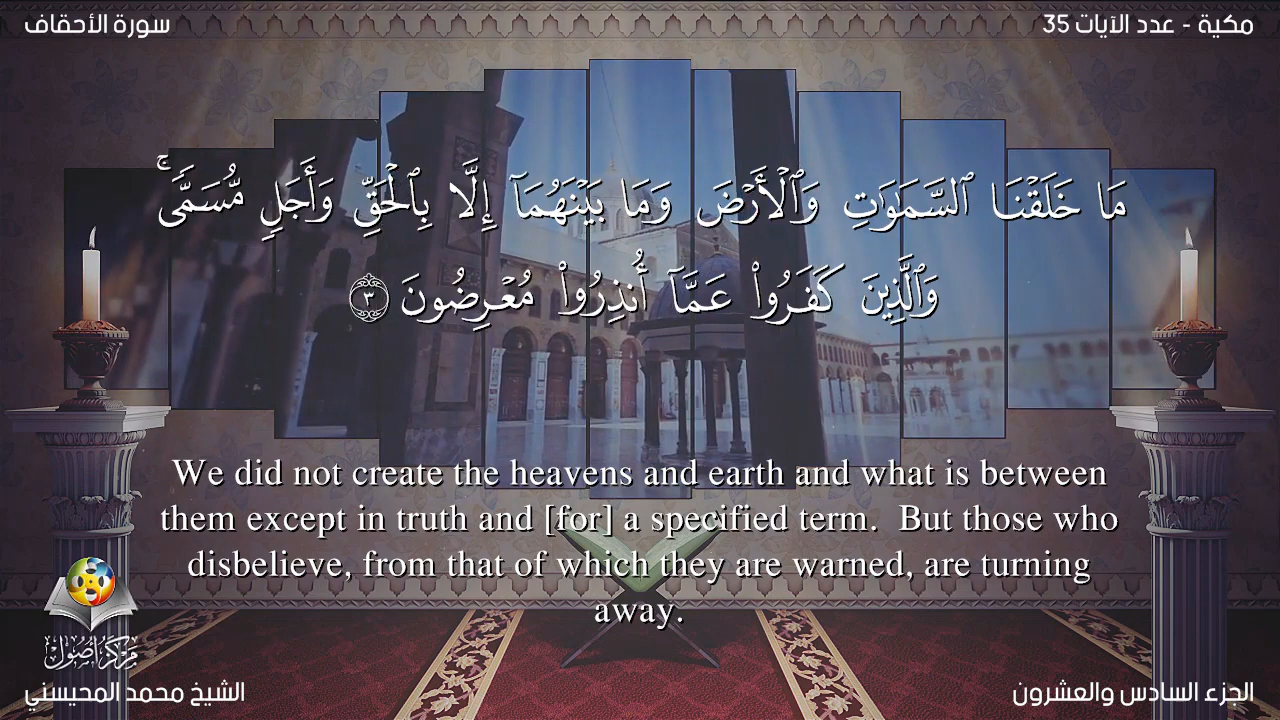 سورة الأحقاف
مكية - عدد الآيات 35
مَا خَلَقْنَا ٱلسَّمَـٰوَٰتِ وَٱلْأَرْضَ وَمَا بَيْنَهُمَآ إِلَّا بِٱلْحَقِّ وَأَجَلٍ مُّسَمًّى ۚ
وَٱلَّذِينَ كَفَرُوا۟ عَمَّآ أُنذِرُوا۟ مُعْرِضُونَ ٣
We did not create the heavens and earth and what is between
them except in truth and [for] a specified term.  But those who
disbelieve, from that of which they are warned, are turning
away.
مركز أصول
الشيخ محمد المحيسني
الجزء السادس والعشرون